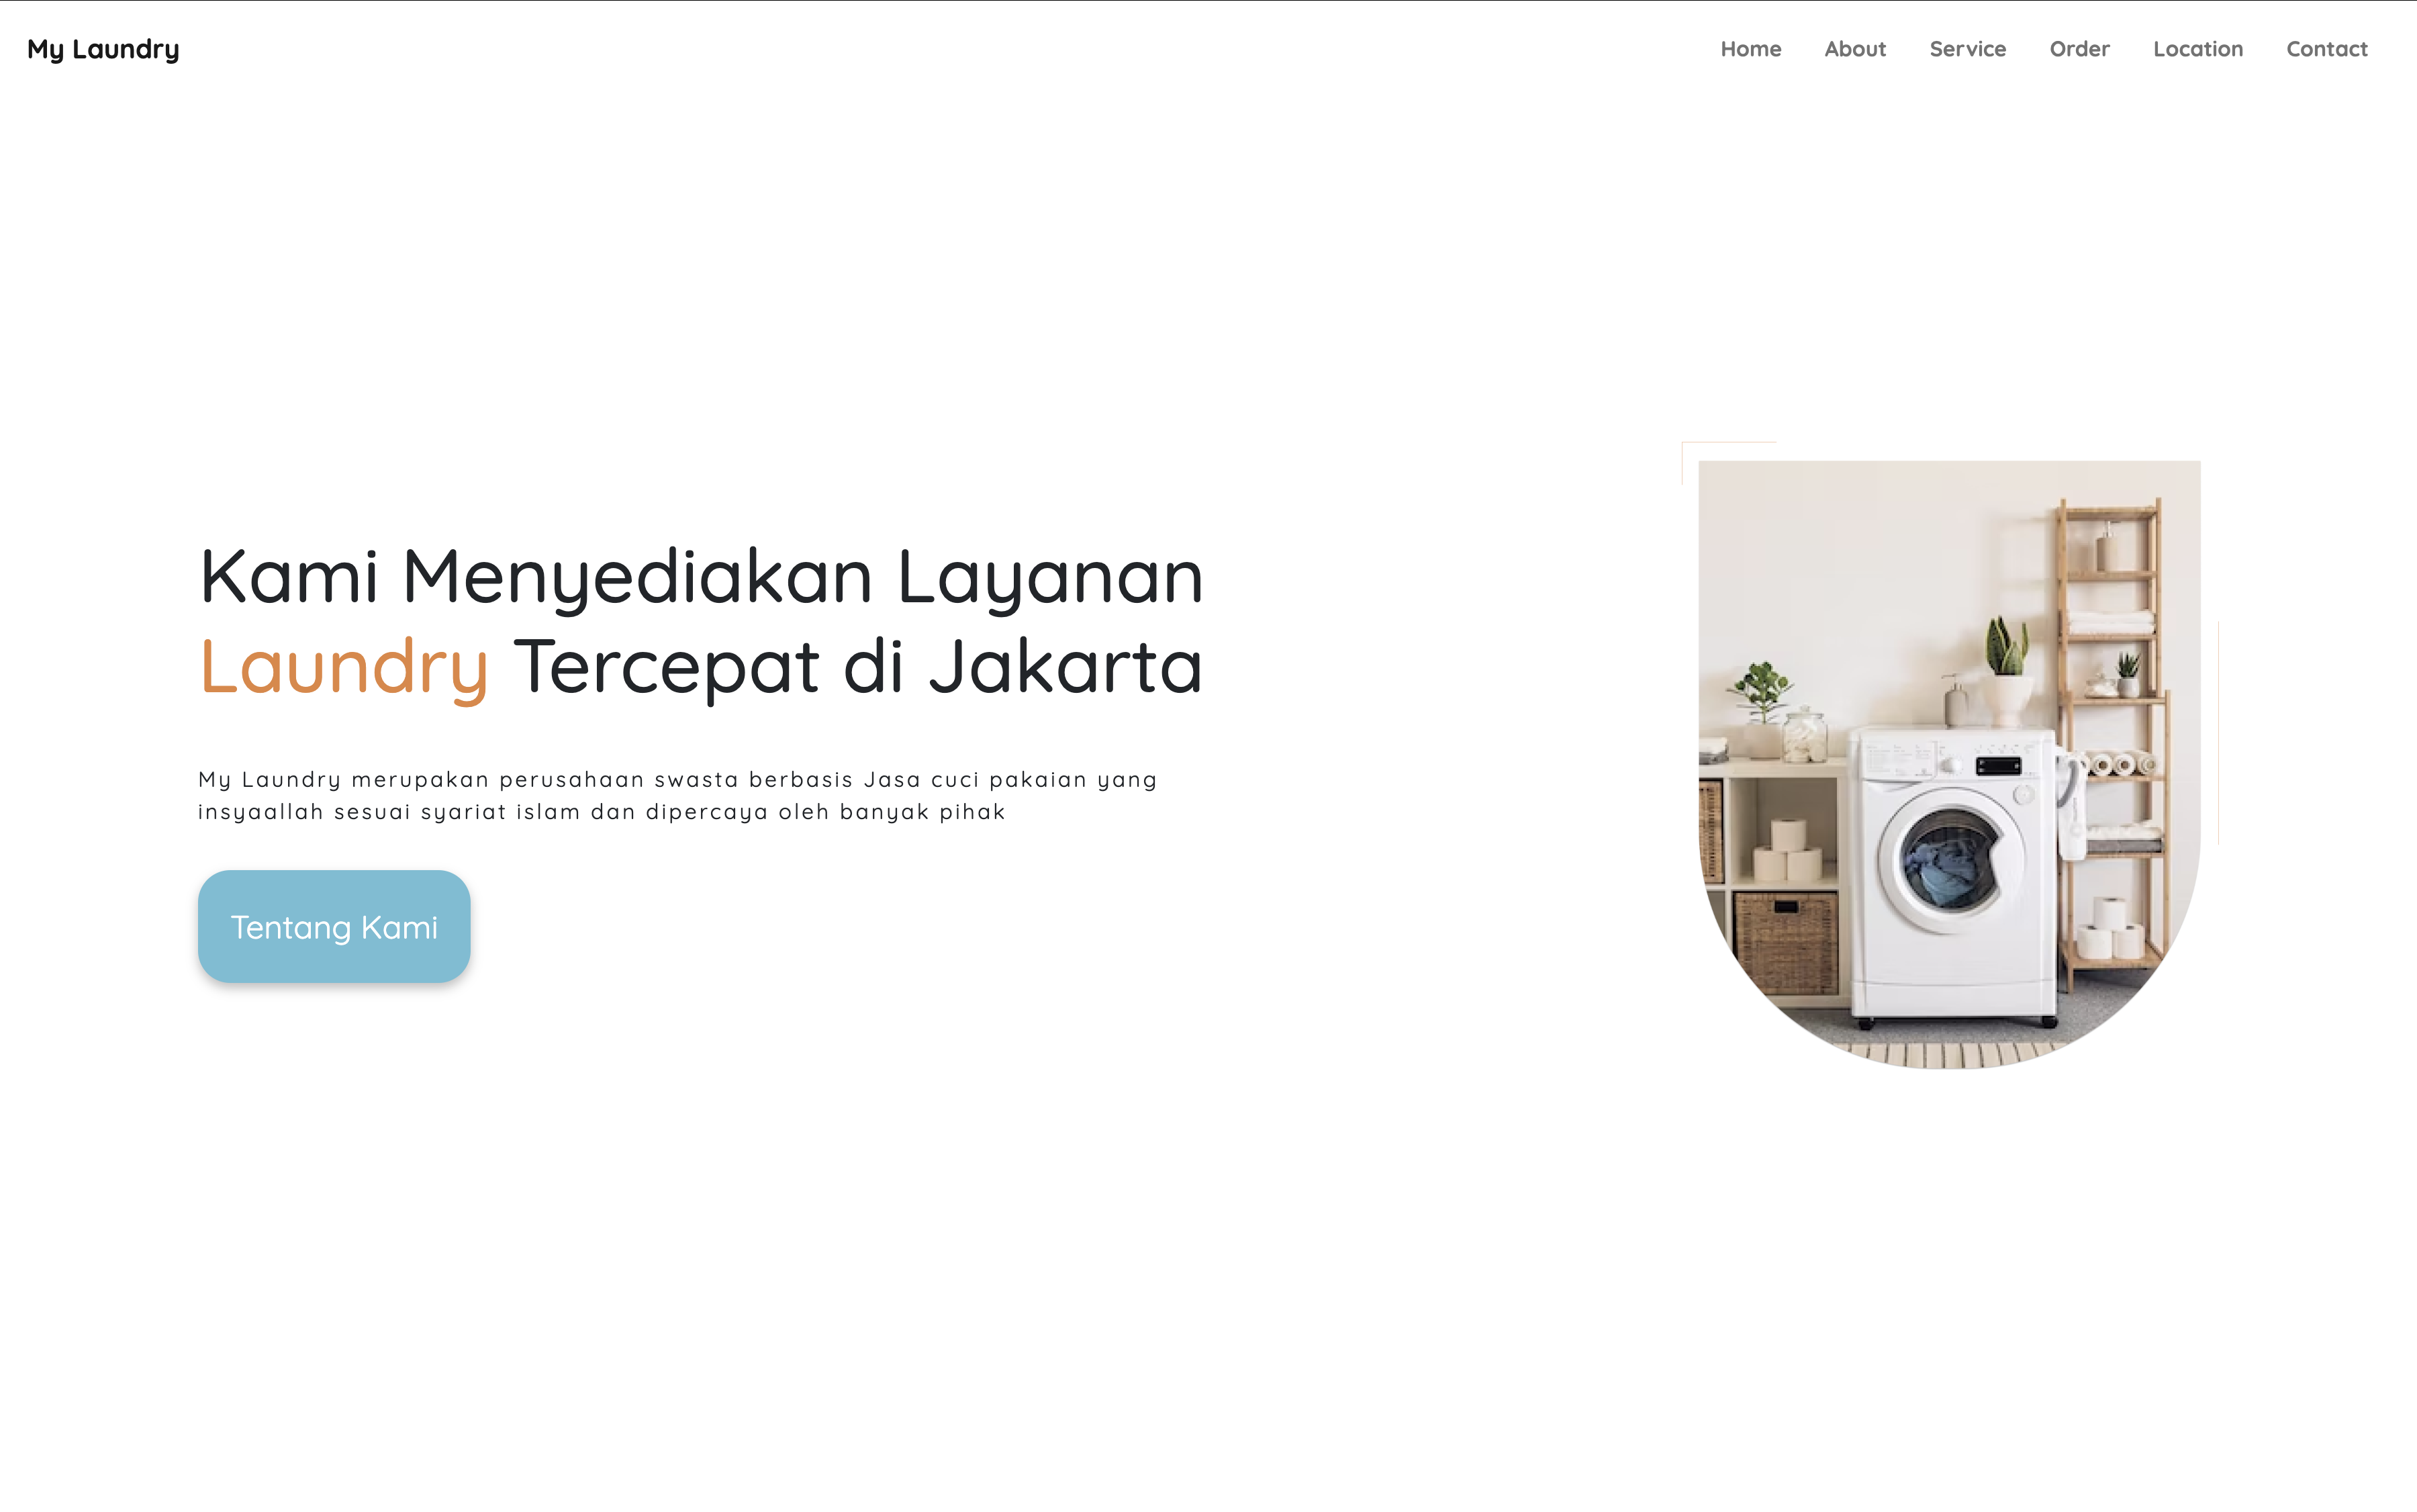 My Laundry
Home About Service Order Location Contact
Kami Menyediakan Layanan
Laundry Tercepat di Jakarta
My Laundry merupakan perusahaan swasta berbasis Jasa cuci pakaian yang
insyaallah sesuai syariat islam dan dipercaya oleh banyak pihak
Tentang Kami